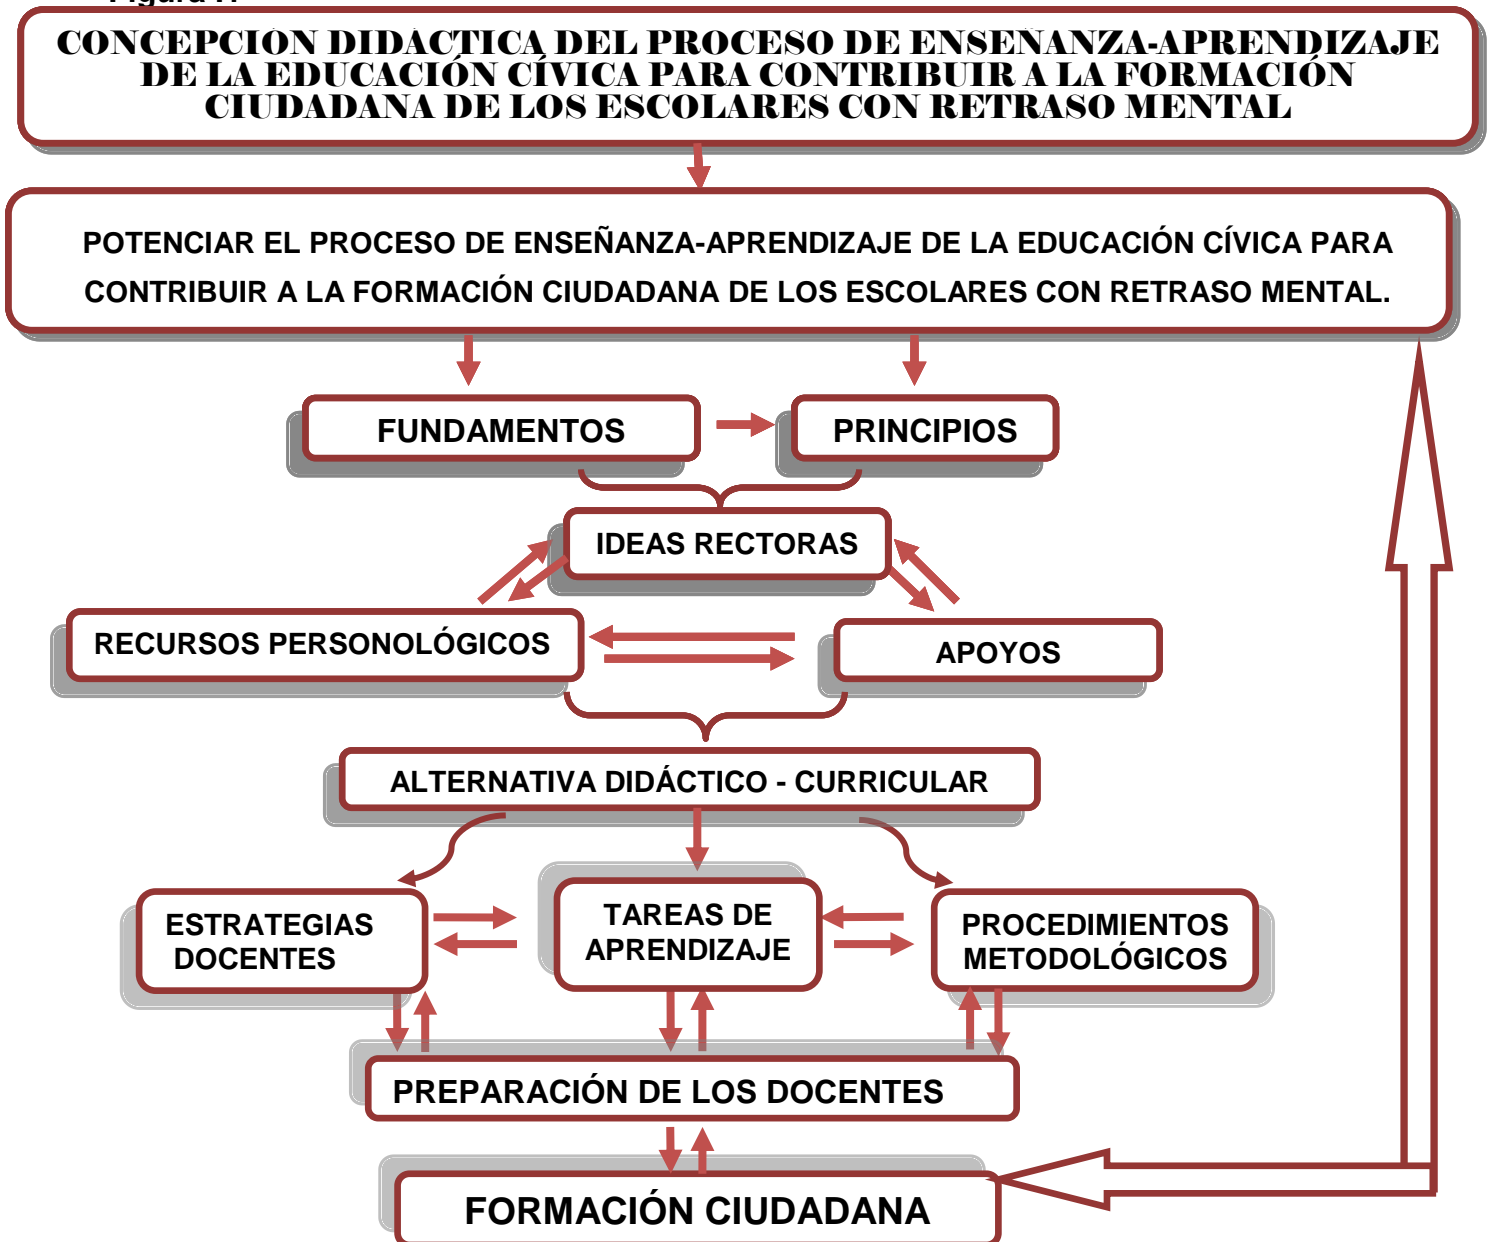 CONCEPCIÓN DIDÁCTICA DEL PROCESO DE ENSEÑANZA-APRENDIZAJE
DE LA EDUCACIÓN CÍVICA PARA CONTRIBUIR A LA FORMACIÓN
CIUDADANA DE LOS ESCOLARES CON RETRASO MENTAL
POTENCIAR EL PROCESO DE ENSEÑANZA-APRENDIZAJE DE LA EDUCACIÓN CÍVICA PARA
CONTRIBUIR A LA FORMACIÓN CIUDADANA DE LOS ESCOLARES CON RETRASO MENTAL.
FUNDAMENTOS
PRINCIPIOS
IDEAS RECTORAS
RECURSOS PERSONOLÓGICOS
APOYOS
ALTERNATIVA DIDÁCTICO - CURRICULAR
ESTRATEGIAS
DOCENTES
TAREAS DE
APRENDIZAJE
PROCEDIMIENTOS
METODOLÓGICOS
PREPARACIÓN DE LOS DOCENTES
FORMACIÓN CIUDADANA